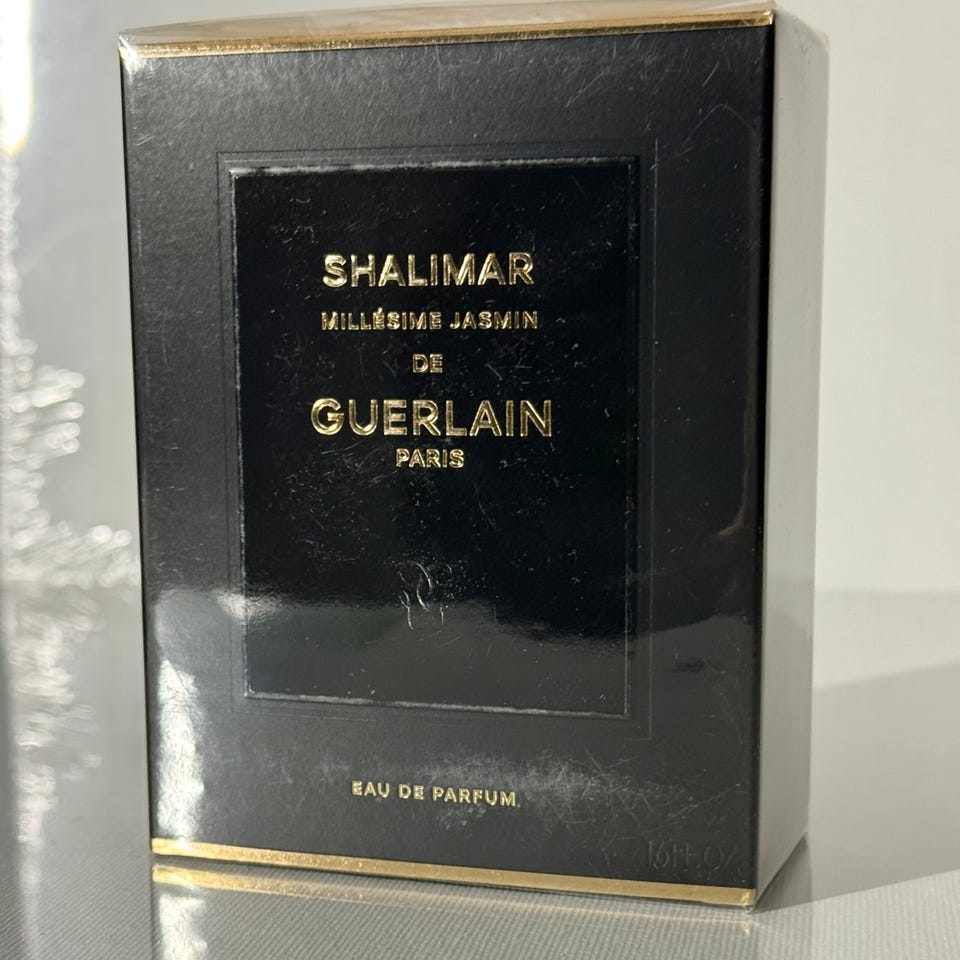 SHALIMAR
MILLÉSIME JASMIN
DE
GUERLAIN
PARIS
EAU DE PARFUM